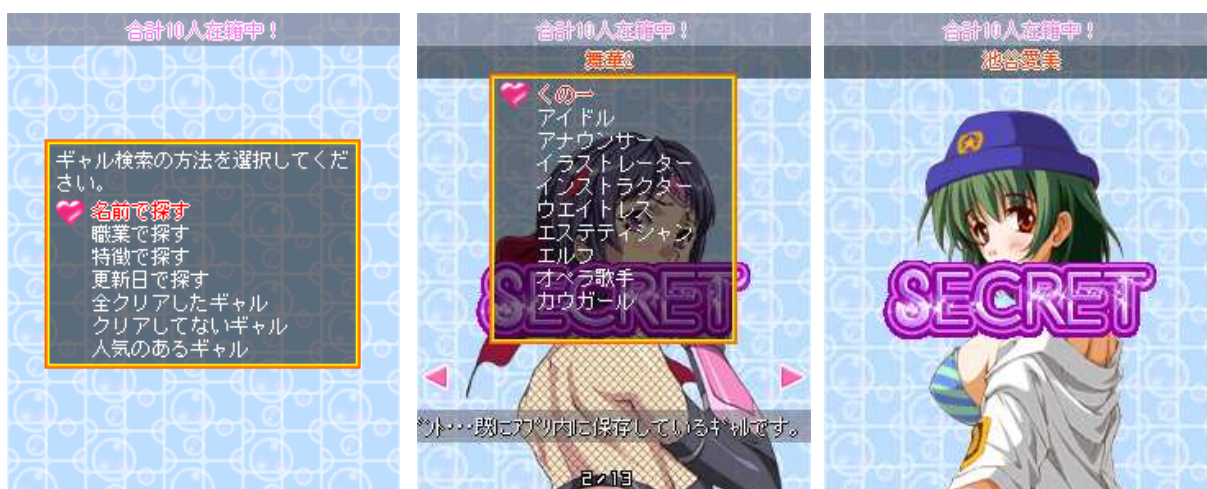 合計10人在籍中！
ギャル検索の方法を選択してくだ
さい。
名前で探す
職業で探す
特徴で探す
更新日で探す
全クリアしたギャル
クリアしてないギャル
人気のあるギャル
合計10人在籍中！
舞華2
くの一
アイドル
アナウンサー
イラストレーター
インストラクター
ウエイトレス
エステティシャン
エルフ
オペラ歌手
カウガール
SECRET
・・・既にアプリ内に保存しているギャルです。
2/13
合計10人在籍中！
池谷愛美
SECRET